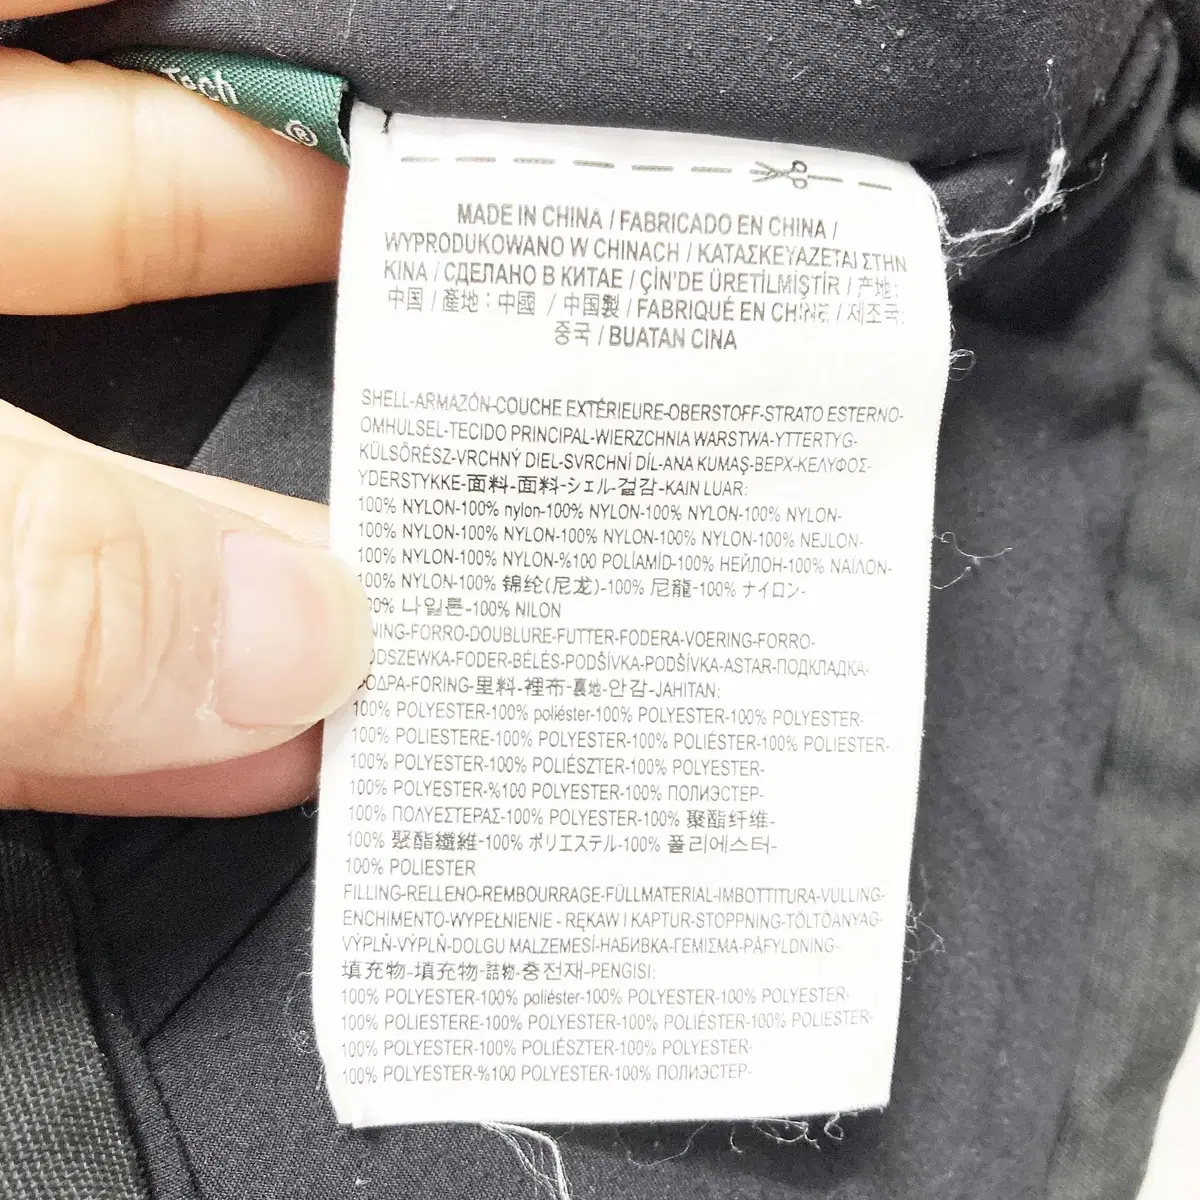 Tech
®
MADE IN CHINA / FABRICADO EN CHINA /
WYPRODUKOWANO W CHINACH / ΚΑΤΑΣΚΕΥΑΖΕΤΑΙ ΣΤΗΝ
ΚΙΝΑ / СДЕЛАНО В КИТАЕ / ÇİN'DE ÜRETİLMİŞTİR / 产地:
中国 / 產地: 中國 / 中国製 / FABRIQUÉ EN CHINE / 제조국:
중국 / BUATAN CINA
SHELL-ARMAZÓN-COUCHE EXTÉRIEURE-OBERSTOFF-STRATO ESTERNO-
OMHULSEL-TECIDO PRINCIPAL-WIERZCHNIA WARSTWA-YTTERTYG-
KÜLSŐRÉSZ-VRCHNÝ DIEL-SVRCHNÍ DÍL-ANA KUMAŞ-ВЕРХ-ΚΕΛΥΦΟΣ-
YDERSTYKKE-面料-面料-シェル-겉감-KAIN LUAR:
100% NYLON-100% nylon-100% NYLON-100% NYLON-100% NYLON-
100% NYLON-100% NYLON-100% NYLON-100% NYLON-100% NEJLON-
100% NYLON-100% NYLON-%100 POLİAMİD-100% НЕЙЛОН-100% ΝΑΪΛΟΝ-
100% NYLON-100% 锦纶(尼龙)-100% 尼龍-100% ナイロン-
0% 나일론-100% NILON
NING-FORRO-DOUBLURE-FUTTER-FODERA-VOERING-FORRO-
ODSZEWKA-FODER-BÉLÉS-PODŠÍVKA-PODŠÍVKA-ASTAR-ПОДКЛАДКА-
ΟΔΡΑ-FORING-里料-裡布-裏地-안감-JAHITAN:
100% POLYESTER-100% poliéster-100% POLYESTER-100% POLYESTER-
100% POLIESTERE-100% POLYESTER-100% POLIÉSTER-100% POLIESTER-
100% POLYESTER-100% POLIÉSZTER-100% POLYESTER-
100% POLYESTER-%100 POLYESTER-100% ПОЛИЭСТЕР-
100% ΠΟΛΥΕΣΤΕΡΑΣ-100% POLYESTER-100% 聚酯纤维-
100% 聚酯纖維-100% ポリエステル-100% 폴리에스터-
100% POLIESTER
FILLING-RELLENO-REMBOURRAGE-FÜLLMATERIAL-IMBOTTITURA-VULLING-
ENCHIMENTO-WYPEŁNIENIE - RĘKAW I KAPTUR-STOPPNING-TÖLTŐANYAG-
VÝPLŇ-VÝPLŇ-DOLGU MALZEMESİ-НАБИВКА-ΓΕΜΙΣΜΑ-PÅFYLDNING-
填充物-填充物-詰物-충전재-PENGISI:
100% POLYESTER-100% poliéster-100% POLYESTER-100% POLYESTER-
100% POLIESTERE-100% POLYESTER-100% POLIÉSTER-100% POLIESTER-
100% POLYESTER-100% POLIÉSZTER-100% POLYESTER-
100% POLYESTER-%100 POLYESTER-100% ПОЛИЭСТЕР-